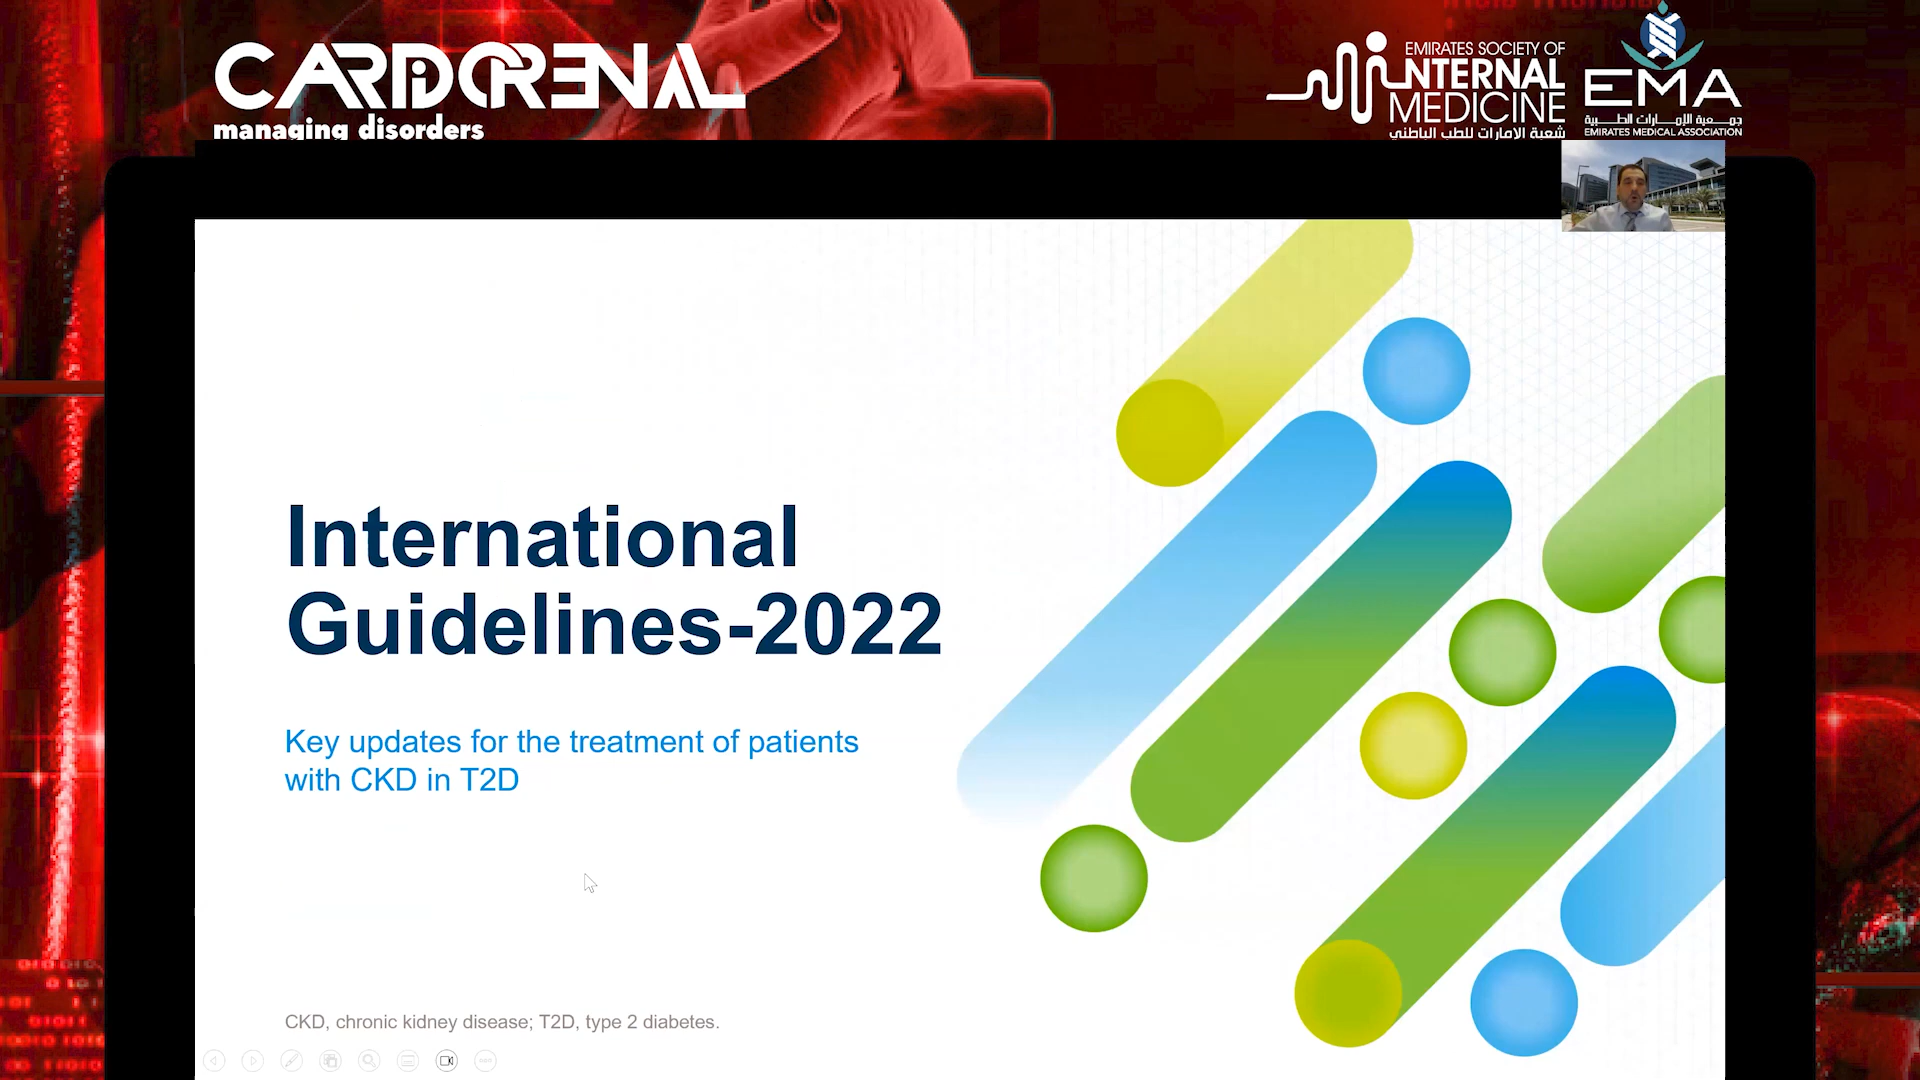 CARDIORENAL
managing disorders
EMIRATES SOCIETY OF
INTERNAL
MEDICINE
شعبة الامارات للطب الباطني
EMA
جمعية الإمارات الطبية
EMIRATES MEDICAL ASSOCIATION
International
Guidelines-2022
Key updates for the treatment of patients
with CKD in T2D
CKD, chronic kidney disease; T2D, type 2 diabetes.